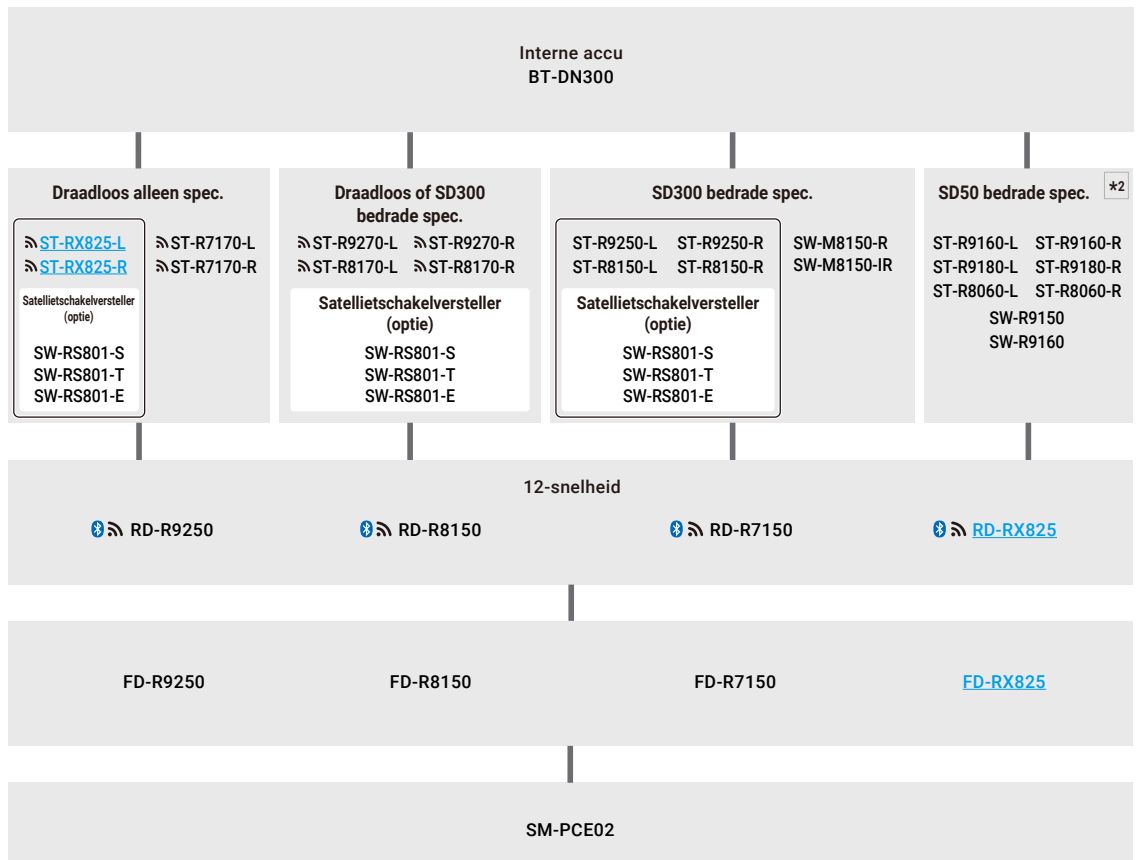 Interne accu
BT-DN300
Draadloos alleen spec.
ST-RX825-L ST-R7170-L
ST-RX825-R ST-R7170-R
Satellietschakelversteller
(optie)
SW-RS801-S
SW-RS801-T
SW-RS801-E
Draadloos of SD300
bedrade spec.
ST-R9270-L ST-R9270-R
ST-R8170-L ST-R8170-R
Satellietschakelversteller
(optie)
SW-RS801-S
SW-RS801-T
SW-RS801-E
SD300 bedrade spec.
ST-R9250-L ST-R9250-R SW-M8150-R
ST-R8150-L ST-R8150-R SW-M8150-IR
Satellietschakelversteller
(optie)
SW-RS801-S
SW-RS801-T
SW-RS801-E
SD50 bedrade spec. *2
ST-R9160-L ST-R9160-R
ST-R9180-L ST-R9180-R
ST-R8060-L ST-R8060-R
SW-R9150
SW-R9160
12-snelheid
RD-R9250 RD-R8150 RD-R7150 RD-RX825
FD-R9250 FD-R8150 FD-R7150 FD-RX825
SM-PCE02